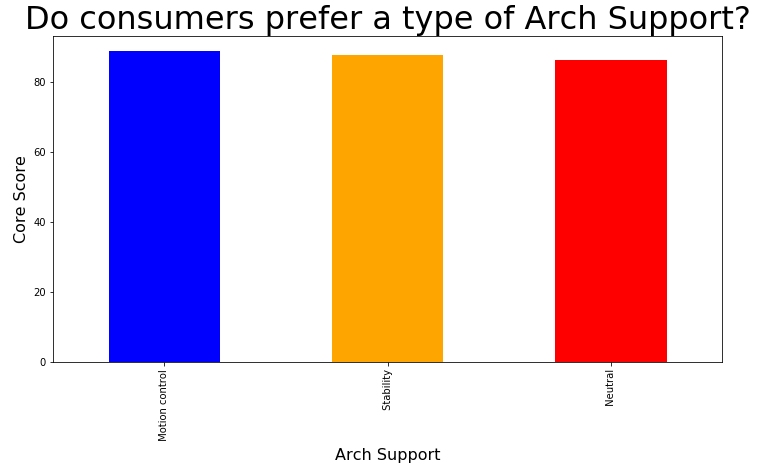 Do consumers prefer a type of Arch Support?
Core Score
80
60
40
20
0
Motion control
Stability
Neutral
Arch Support